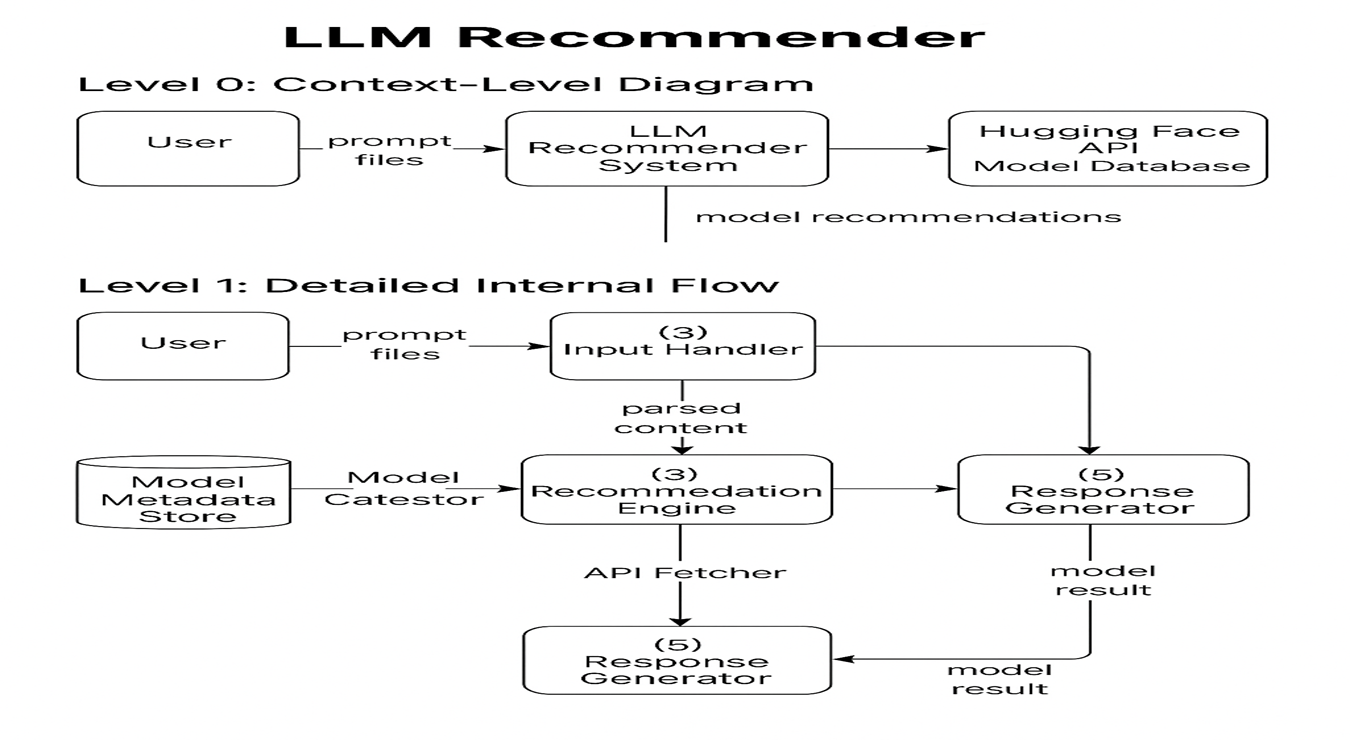 LLM Recommender
Level 0: Context-Level Diagram
User
prompt
files
LLM
Recommender
System
Hugging Face
API
Model Database
model recommendations
Level 1: Detailed Internal Flow
User
prompt
files
(3)
Input Handler
parsed
content
Model
Metadata
Store
Model
Catestor
(3)
Recommedation
Engine
(5)
Response
Generator
API Fetcher
model
result
(5)
Response
Generator
model
result